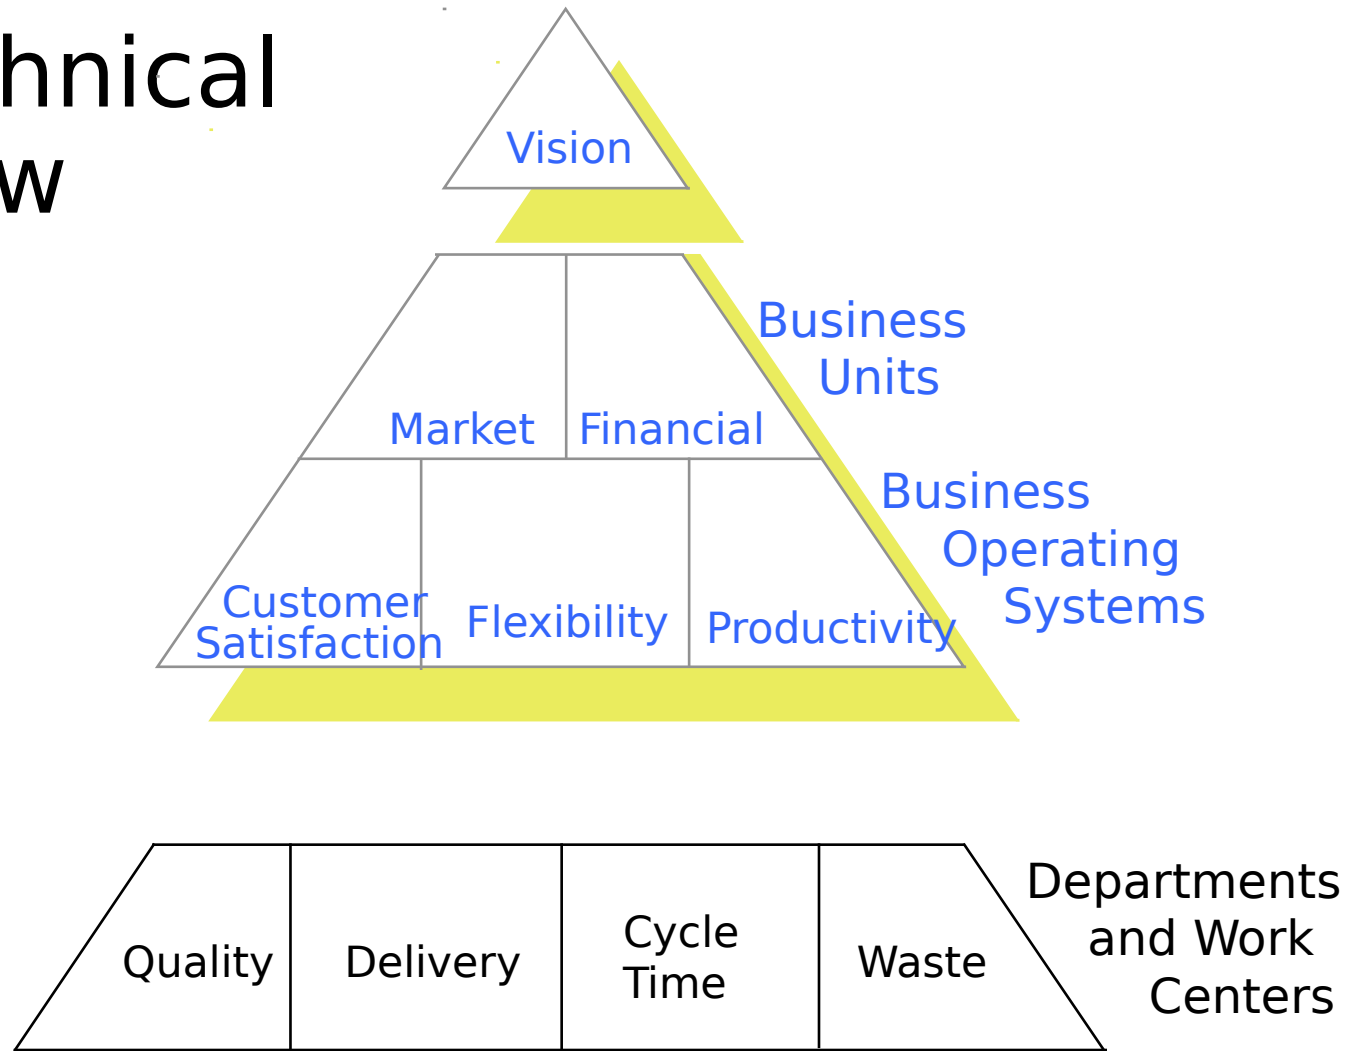 hnical
w
Vision
Business
Units
Market Financial
Business
Operating
Systems
Customer
Satisfaction
Flexibility
Productivity
Departments
and Work
Centers
Quality
Delivery
Cycle
Time
Waste